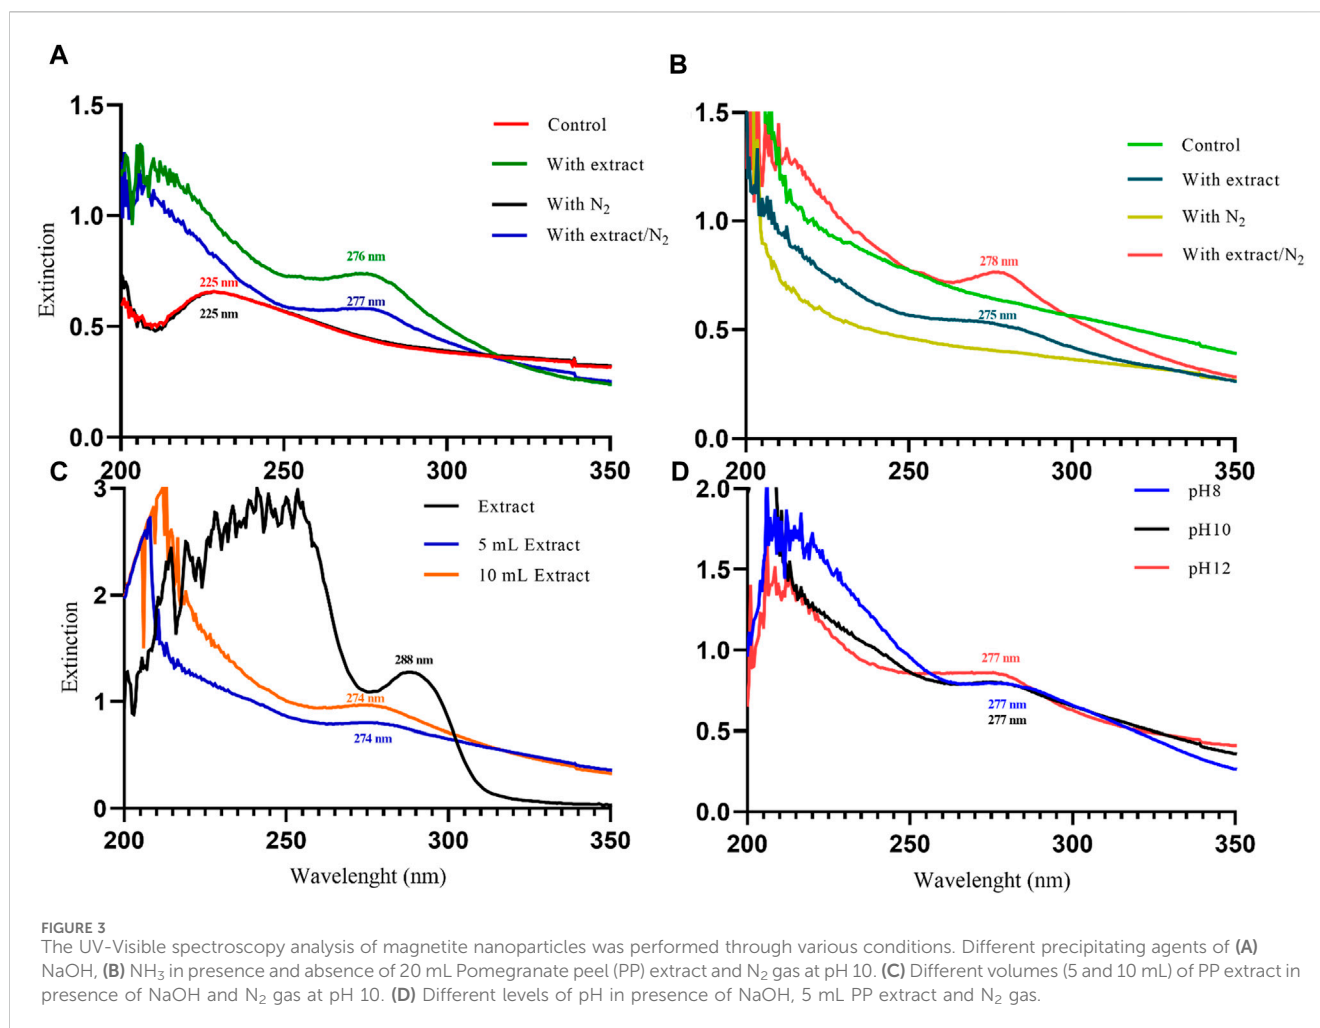 A
Extinction
1.5
1.0
0.5
0.0
200
250
300
350
Control
With extract
With N₂
With extract/N₂
276 nm
225 nm
277 nm
225 nm
B
1.5
1.0
0.5
0.0
200
250
300
350
Control
With extract
With N₂
With extract/N₂
278 nm
275 nm
C
Extinction
3
2
1
0
200
250
300
350
Wavelenght (nm)
Extract
5 mL Extract
10 mL Extract
288 nm
274 nm
274 nm
D
2.0
1.5
1.0
0.5
0.0
200
250
300
350
Wavelenght (nm)
pH8
pH10
pH12
277 nm
277 nm
277 nm
FIGURE 3
The UV-Visible spectroscopy analysis of magnetite nanoparticles was performed through various conditions. Different precipitating agents of (A)
NaOH, (B) NH₃ in presence and absence of 20 mL Pomegranate peel (PP) extract and N₂ gas at pH 10. (C) Different volumes (5 and 10 mL) of PP extract in
presence of NaOH and N₂ gas at pH 10. (D) Different levels of pH in presence of NaOH, 5 mL PP extract and N₂ gas.